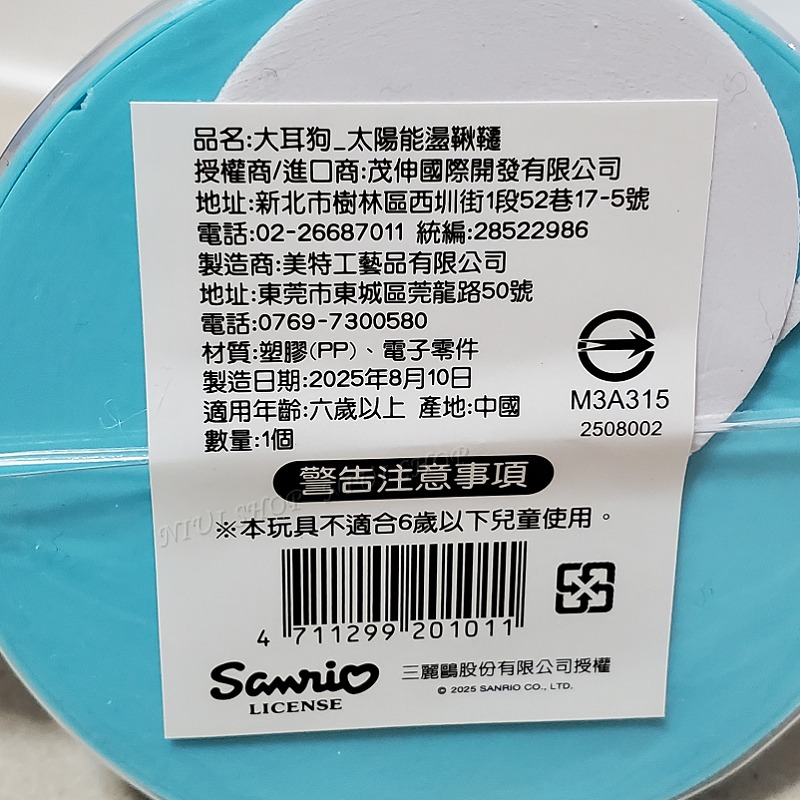 品名:大耳狗_太陽能盪鞦韆
授權商/進口商:茂伸國際開發有限公司
地址:新北市樹林區西圳街1段52巷17-5號
電話:02-26687011 統編:28522986
製造商:美特工藝品有限公司
地址:東莞市東城區莞龍路50號
電話:0769-7300580
材質:塑膠(PP)、電子零件
製造日期:2025年8月10日
適用年齡:六歲以上 產地:中國
數量:1個
M3A315
2508002
警告注意事項
※本玩具不適合6歲以下兒童使用。
4 711299 201011
Sanrio
LICENSE
三麗鷗股份有限公司授權
© 2025 SANRIO CO., LTD.
NIUI SHOP